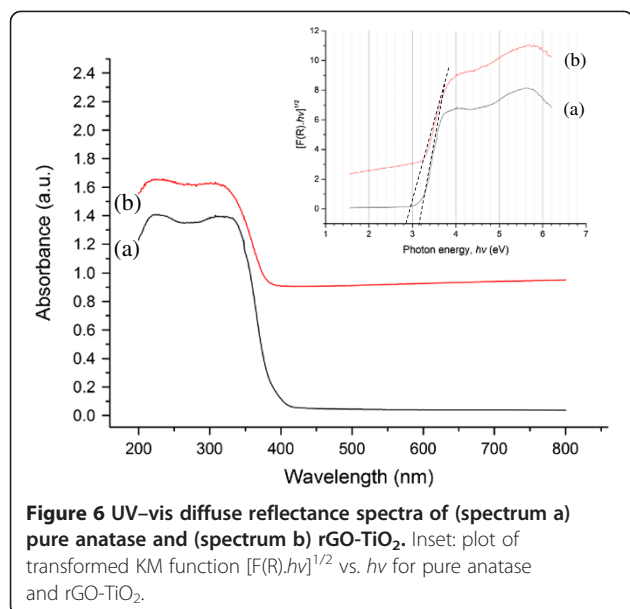 2.4
2.2
2.0
1.8
1.6
1.4
1.2
1.0
0.8
0.6
0.4
0.2
0.0
Absorbance (a.u.)
(b)
(a)
200 300 400 500 600 700 800
Wavelength (nm)
12
10
8
6
4
2
0
[F(R).hv]^1/2
(b)
(a)
1 2 3 4 5 6 7
Photon energy, hv (eV)
Figure 6 UV–vis diffuse reflectance spectra of (spectrum a)
pure anatase and (spectrum b) rGO-TiO₂. Inset: plot of
transformed KM function [F(R).hv]^1/2 vs. hv for pure anatase
and rGO-TiO₂.